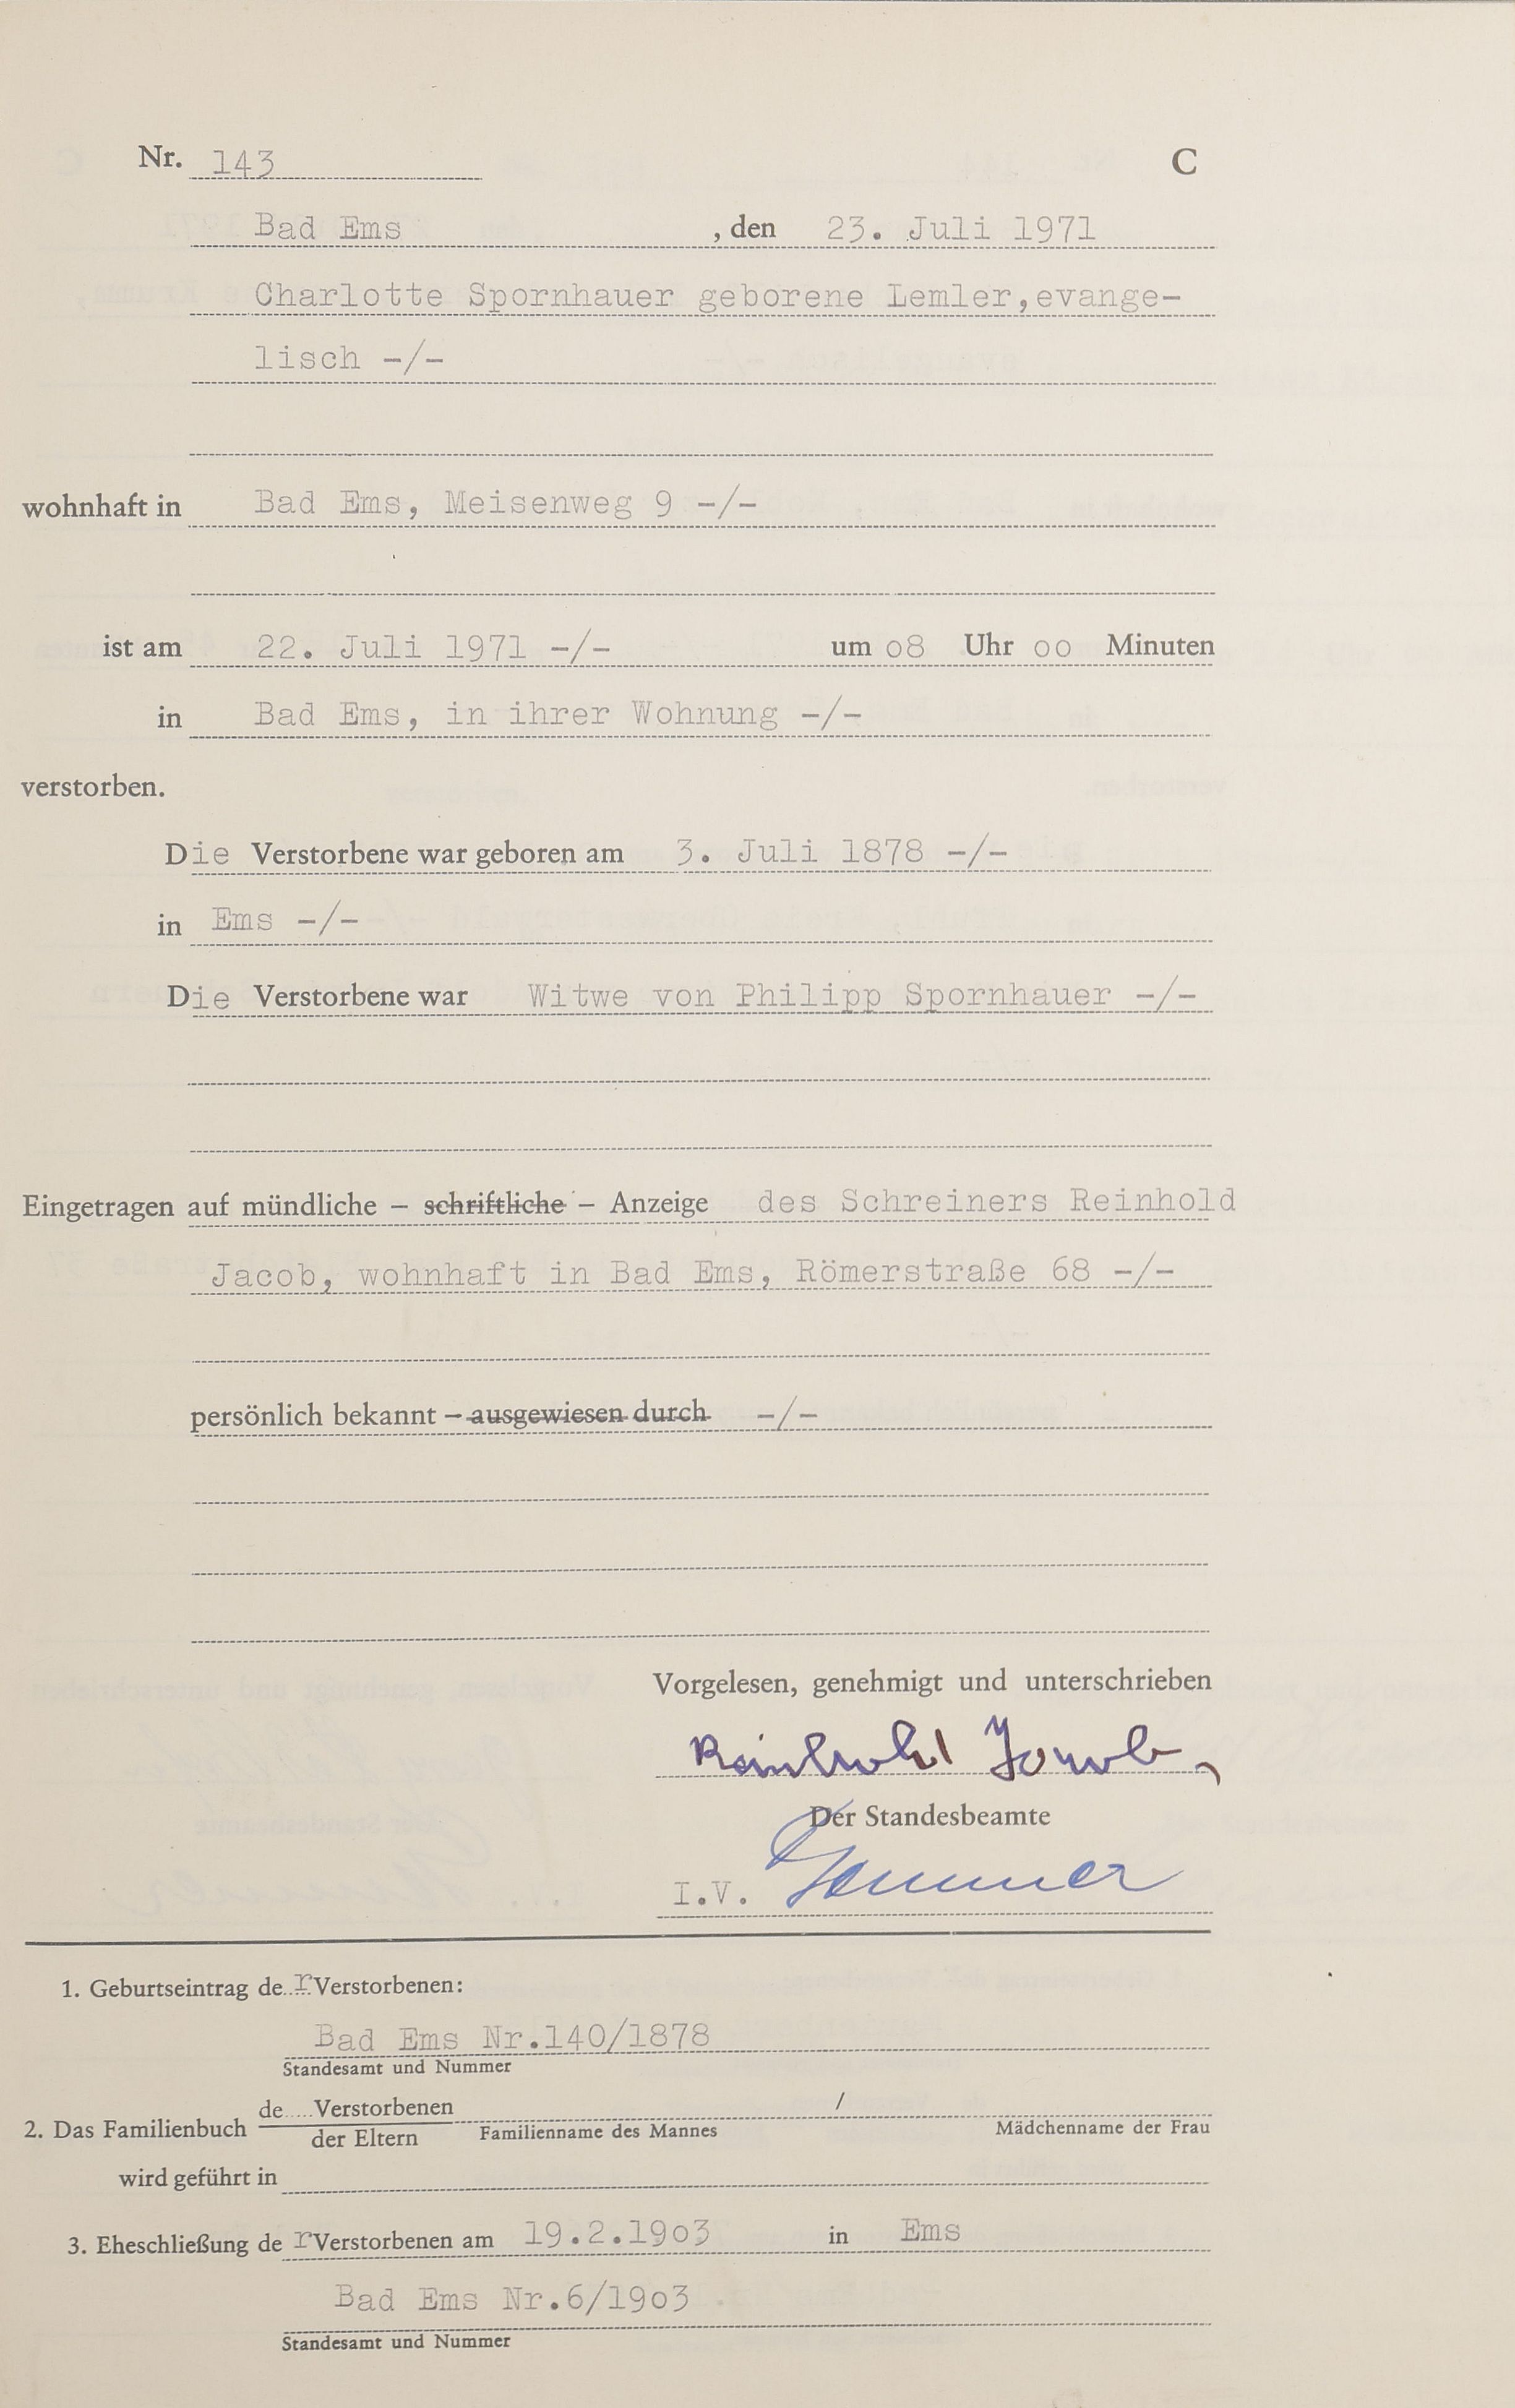 Nr. 143 C
Bad Ems , den 23. Juli 1971
Charlotte Spornhauer geborene Lemler,evange-
lisch -/-
wohnhaft in Bad Ems, Meisenweg 9 -/-
ist am 22. Juli 1971 -/- um o8 Uhr oo Minuten
in Bad Ems, in ihrer Wohnung -/-
verstorben.
Die Verstorbene war geboren am 3. Juli 1878 -/-
in Ems -/-
Die Verstorbene war Witwe von Philipp Spornhauer -/-
Eingetragen auf mündliche – schriftliche – Anzeige des Schreiners Reinhold
Jacob, wohnhaft in Bad Ems, Römerstraße 68 -/-
persönlich bekannt – ausgewiesen durch -/-
Vorgelesen, genehmigt und unterschrieben
Reinhold Jacob
Der Standesbeamte
I.V.
1. Geburtseintrag de r Verstorbenen:
Bad Ems Nr.140/1878
Standesamt und Nummer
de Verstorbenen /
2. Das Familienbuch der Eltern Familienname des Mannes Mädchenname der Frau
wird geführt in
3. Eheschließung de r Verstorbenen am 19.2.19o3 in Ems
Bad Ems Nr.6/19o3
Standesamt und Nummer